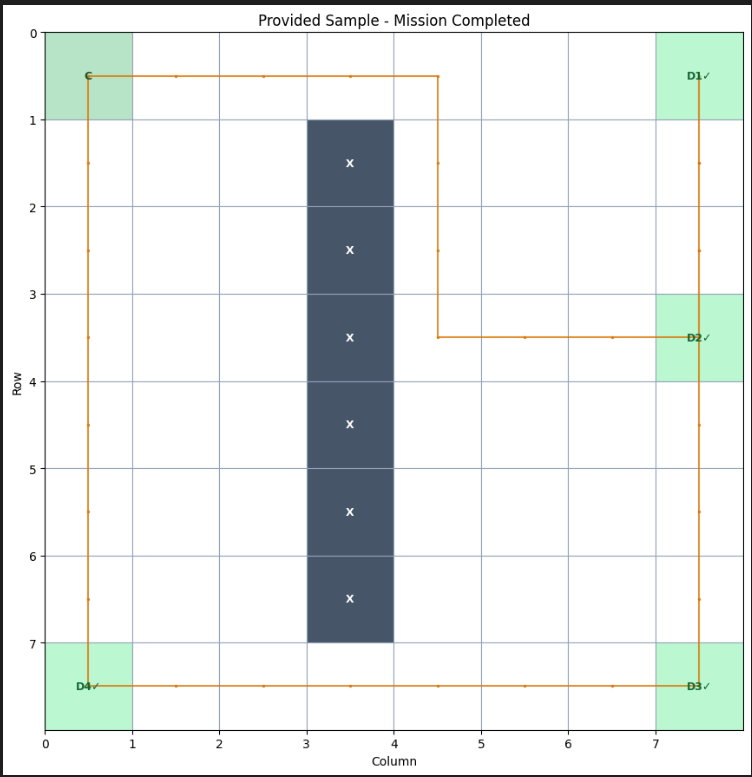 Provided Sample - Mission Completed
0
C
D1✓
1
X
2
X
3
X
D2✓
4
X
5
X
6
X
7
D4✓
D3✓
0 1 2 3 4 5 6 7
Row
Column